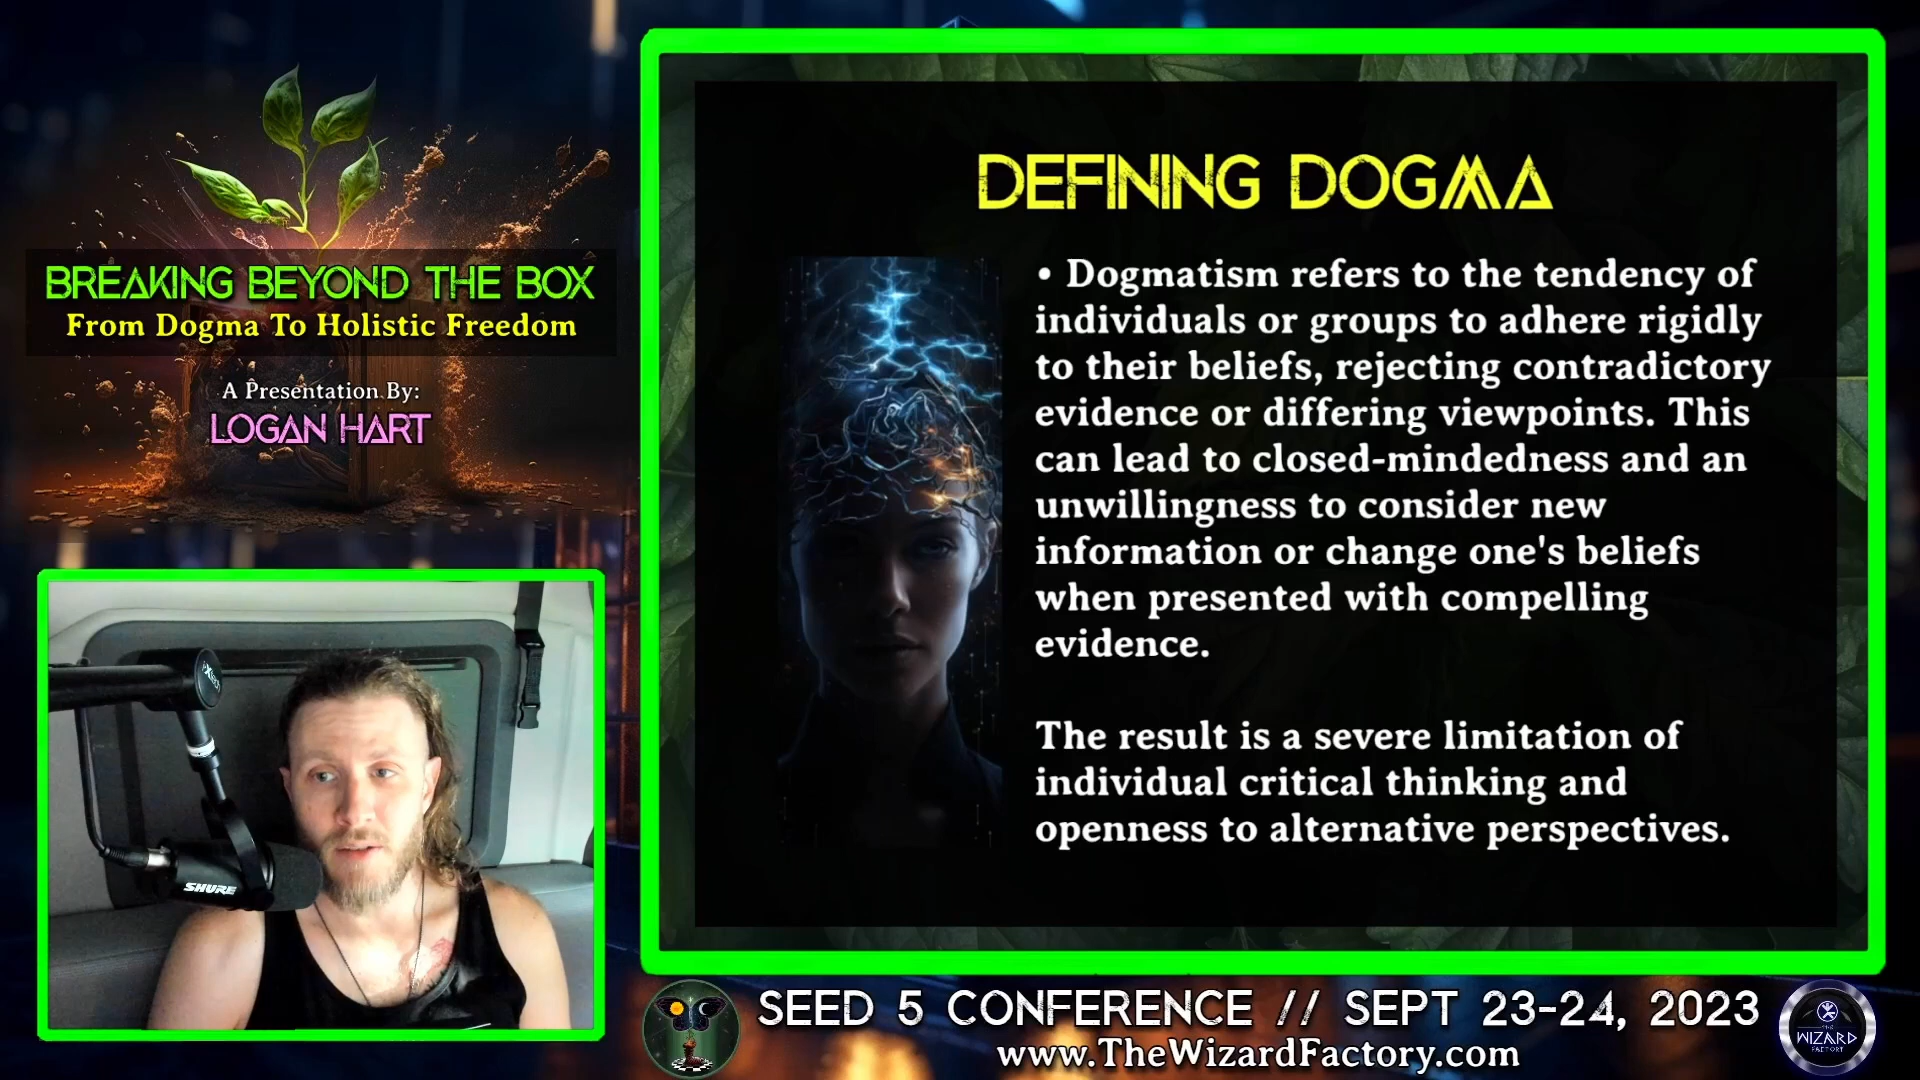 BREAKING BEYOND THE BOX
From Dogma To Holistic Freedom
A Presentation By:
LOGAN HART
DEFINING DOGMA
• Dogmatism refers to the tendency of
individuals or groups to adhere rigidly
to their beliefs, rejecting contradictory
evidence or differing viewpoints. This
can lead to closed-mindedness and an
unwillingness to consider new
information or change one's beliefs
when presented with compelling
evidence.
The result is a severe limitation of
individual critical thinking and
openness to alternative perspectives.
SHURE
SEED 5 CONFERENCE // SEPT 23-24, 2023
www.TheWizardFactory.com
THE
WIZARD
FACTORY